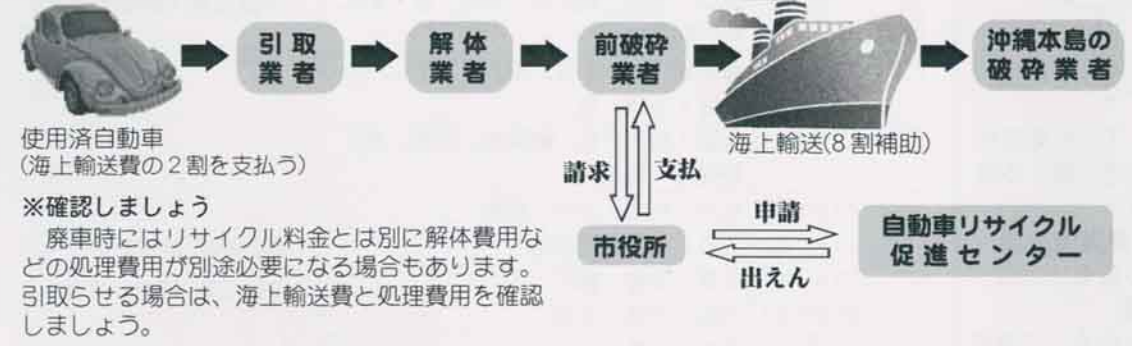 引取
業者
解体
業者
前破砕
業者
沖縄本島の
破砕業者
使用済自動車
(海上輸送費の2割を支払う)
海上輸送(8割補助)
請求
支払
※確認しましょう
廃車時にはリサイクル料金とは別に解体費用な
どの処理費用が別途必要になる場合もあります。
引取らせる場合は、海上輸送費と処理費用を確認
しましょう。
市役所
申請
出えん
自動車リサイクル
促進センター